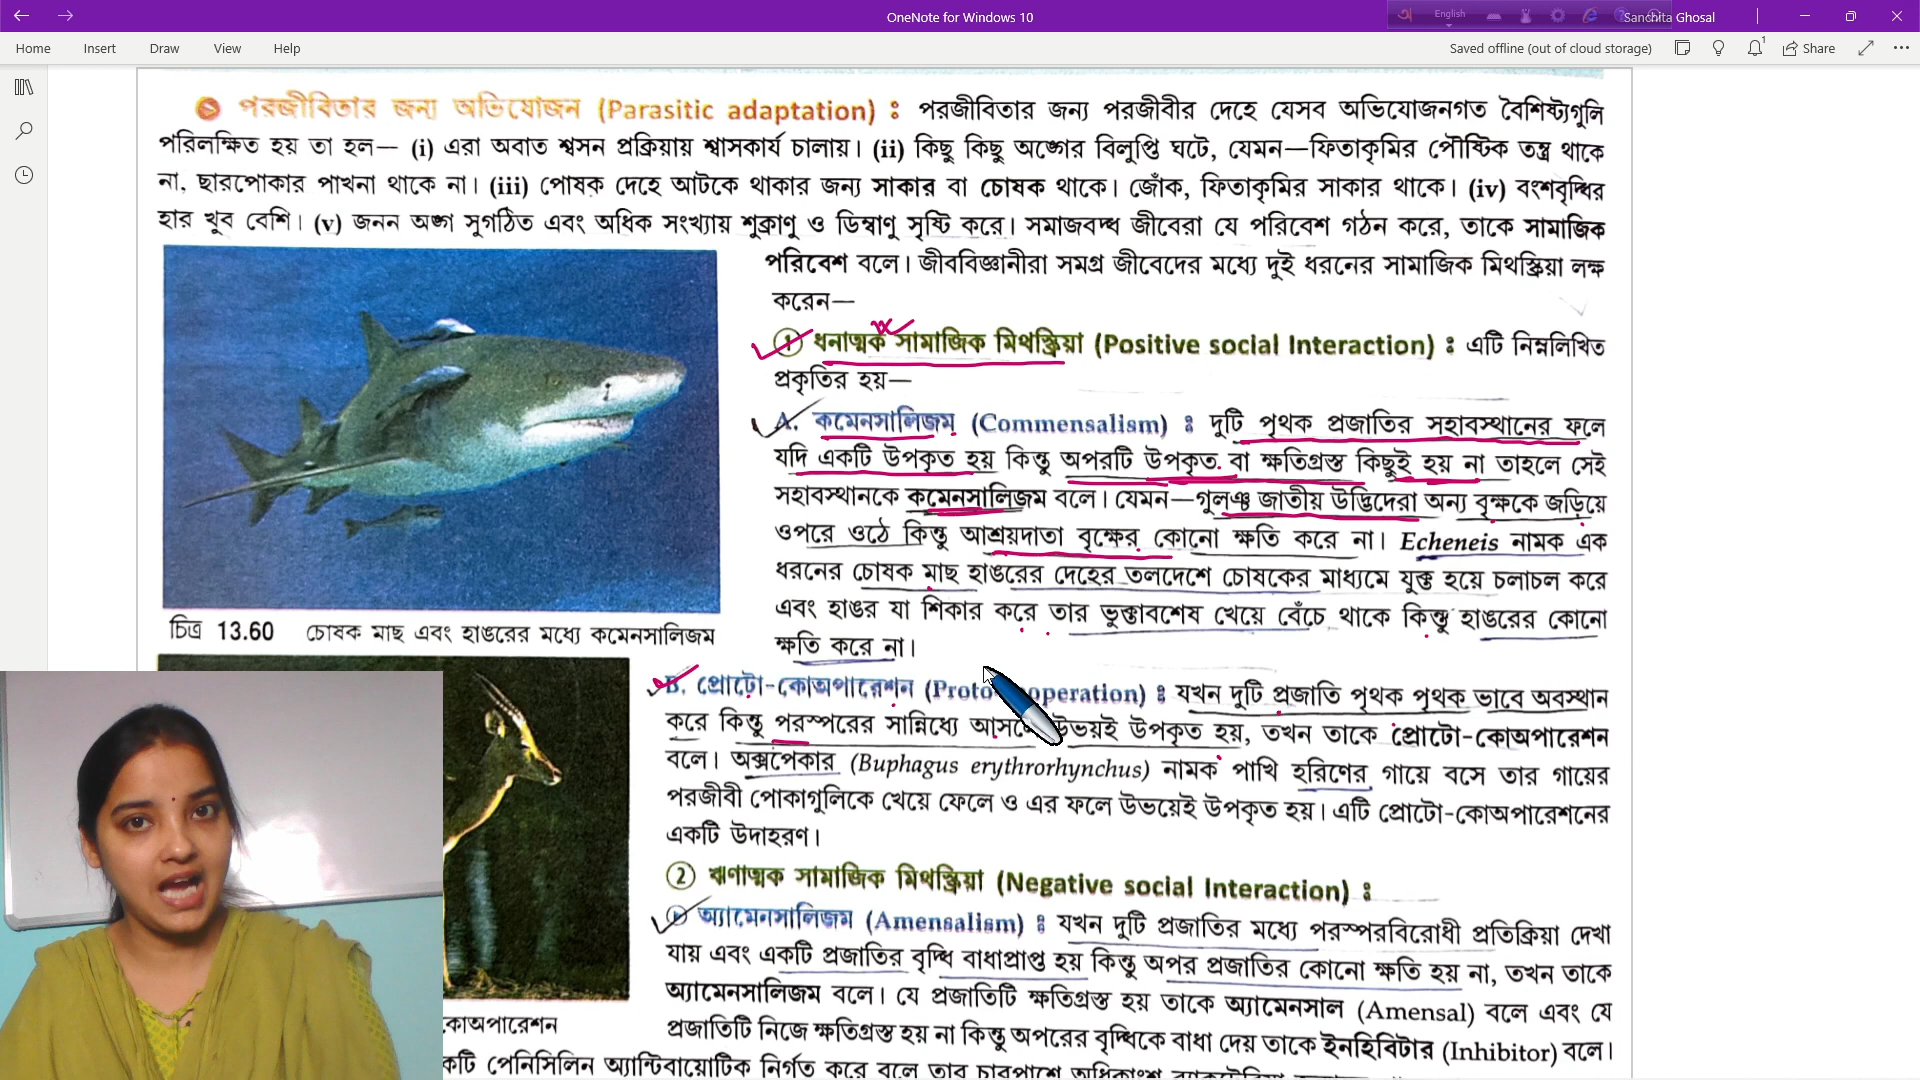 OneNote for Windows 10
English
Sanchita Ghosal
Home Insert Draw View Help
Saved offline (out of cloud storage)
1
Share
পরজীবিতার জন্য অভিযোজন (Parasitic adaptation) : পরজীবিতার জন্য পরজীবীর দেহে যেসব অভিযোজনগত বৈশিষ্ট্যগুলি
পরিলক্ষিত হয় তা হল— (i) এরা অবাত শ্বসন প্রক্রিয়ায় শ্বাসকার্য চালায়। (ii) কিছু কিছু অঙ্গের বিলুপ্তি ঘটে, যেমন—ফিতাকৃমির পৌষ্টিক তন্ত্র থাকে
না, ছারপোকার পাখনা থাকে না। (iii) পোষক দেহে আটকে থাকার জন্য সাকার বা চোষক থাকে। জোঁক, ফিতাকৃমির সাকার থাকে। (iv) বংশবৃদ্ধির
হার খুব বেশি। (v) জনন অঙ্গ সুগঠিত এবং অধিক সংখ্যায় শুক্রাণু ও ডিম্বাণু সৃষ্টি করে। সমাজবদ্ধ জীবেরা যে পরিবেশ গঠন করে, তাকে সামাজিক
পরিবেশ বলে। জীববিজ্ঞানীরা সমগ্র জীবেদের মধ্যে দুই ধরনের সামাজিক মিথস্ক্রিয়া লক্ষ
করেন—
① ধনাত্মক সামাজিক মিথস্ক্রিয়া (Positive social Interaction) : এটি নিম্নলিখিত
প্রকৃতির হয়—
A. কমেনসালিজম (Commensalism) : দুটি পৃথক প্রজাতির সহাবস্থানের ফলে
যদি একটি উপকৃত হয় কিন্তু অপরটি উপকৃত বা ক্ষতিগ্রস্ত কিছুই হয় না তাহলে সেই
সহাবস্থানকে কমেনসালিজম বলে। যেমন—গুলঞ্চ জাতীয় উদ্ভিদেরা অন্য বৃক্ষকে জড়িয়ে
ওপরে ওঠে কিন্তু আশ্রয়দাতা বৃক্ষের কোনো ক্ষতি করে না। Echeneis নামক এক
ধরনের চোষক মাছ হাঙরের দেহের তলদেশে চোষকের মাধ্যমে যুক্ত হয়ে চলাচল করে
এবং হাঙর যা শিকার করে তার ভুক্তাবশেষ খেয়ে বেঁচে থাকে কিন্তু হাঙরের কোনো
ক্ষতি করে না।
চিত্র 13.60 চোষক মাছ এবং হাঙরের মধ্যে কমেনসালিজম
B. প্রোটো-কোঅপারেশন (Proto operation) : যখন দুটি প্রজাতি পৃথক পৃথক ভাবে অবস্থান
করে কিন্তু পরস্পরের সান্নিধ্যে আসলে উভয়ই উপকৃত হয়, তখন তাকে প্রোটো-কোঅপারেশন
বলে। অক্সপেকার (Buphagus erythrorhynchus) নামক পাখি হরিণের গায়ে বসে তার গায়ের
পরজীবী পোকাগুলিকে খেয়ে ফেলে ও এর ফলে উভয়েই উপকৃত হয়। এটি প্রোটো-কোঅপারেশনের
একটি উদাহরণ।
② ঋণাত্মক সামাজিক মিথস্ক্রিয়া (Negative social Interaction) :
অ্যামেনসালিজম (Amensalism) : যখন দুটি প্রজাতির মধ্যে পরস্পরবিরোধী প্রতিক্রিয়া দেখা
যায় এবং একটি প্রজাতির বৃদ্ধি বাধাপ্রাপ্ত হয় কিন্তু অপর প্রজাতির কোনো ক্ষতি হয় না, তখন তাকে
অ্যামেনসালিজম বলে। যে প্রজাতিটি ক্ষতিগ্রস্ত হয় তাকে অ্যামেনসাল (Amensal) বলে এবং যে
প্রজাতিটি নিজে ক্ষতিগ্রস্ত হয় না কিন্তু অপরের বৃদ্ধিকে বাধা দেয় তাকে ইনহিবিটার (Inhibitor) বলে।
কোঅপারেশন
কটি পেনিসিলিন অ্যান্টিবায়োটিক নির্গত করে বলে তার চারপাশে অধিকাংশ